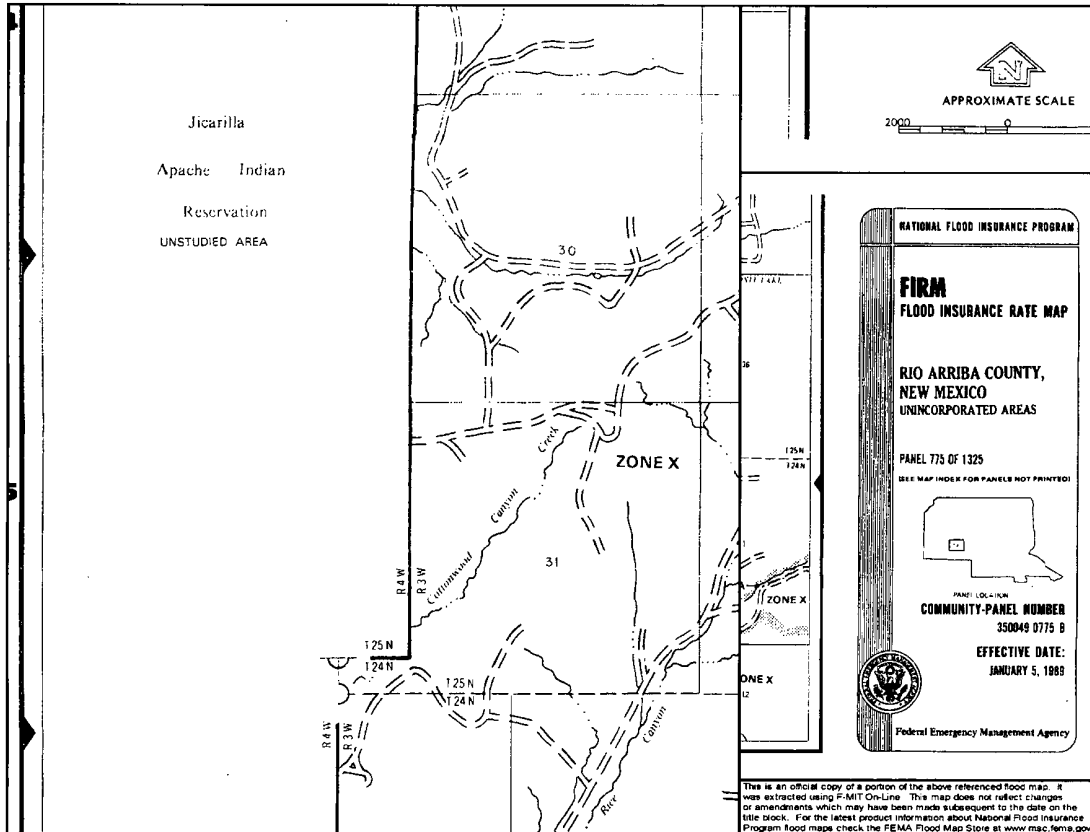 Jicarilla
Apache Indian
Reservation
UNSTUDIED AREA
30
ZONE X
Cottonwood Canyon Creek
31
R4W
R3W
T25N
T24N
T25N
T24N
R4W
R3W
Rice Canyon
36
T25N
T24N
ZONE X
ONE X
12
N
APPROXIMATE SCALE
2000 0
NATIONAL FLOOD INSURANCE PROGRAM
FIRM
FLOOD INSURANCE RATE MAP
RIO ARRIBA COUNTY,
NEW MEXICO
UNINCORPORATED AREAS
PANEL 775 OF 1325
(SEE MAP INDEX FOR PANELS NOT PRINTED)
PANEL LOCATION
COMMUNITY-PANEL NUMBER
350049 0775 B
EFFECTIVE DATE:
JANUARY 5, 1989
Federal Emergency Management Agency
This is an official copy of a portion of the above referenced flood map. It
was extracted using F-MIT On-Line This map does not reflect changes
or amendments which may have been made subsequent to the date on the
title block. For the latest product information about National Flood Insurance
Program flood maps check the FEMA Flood Map Store at www.msc.fema.gov